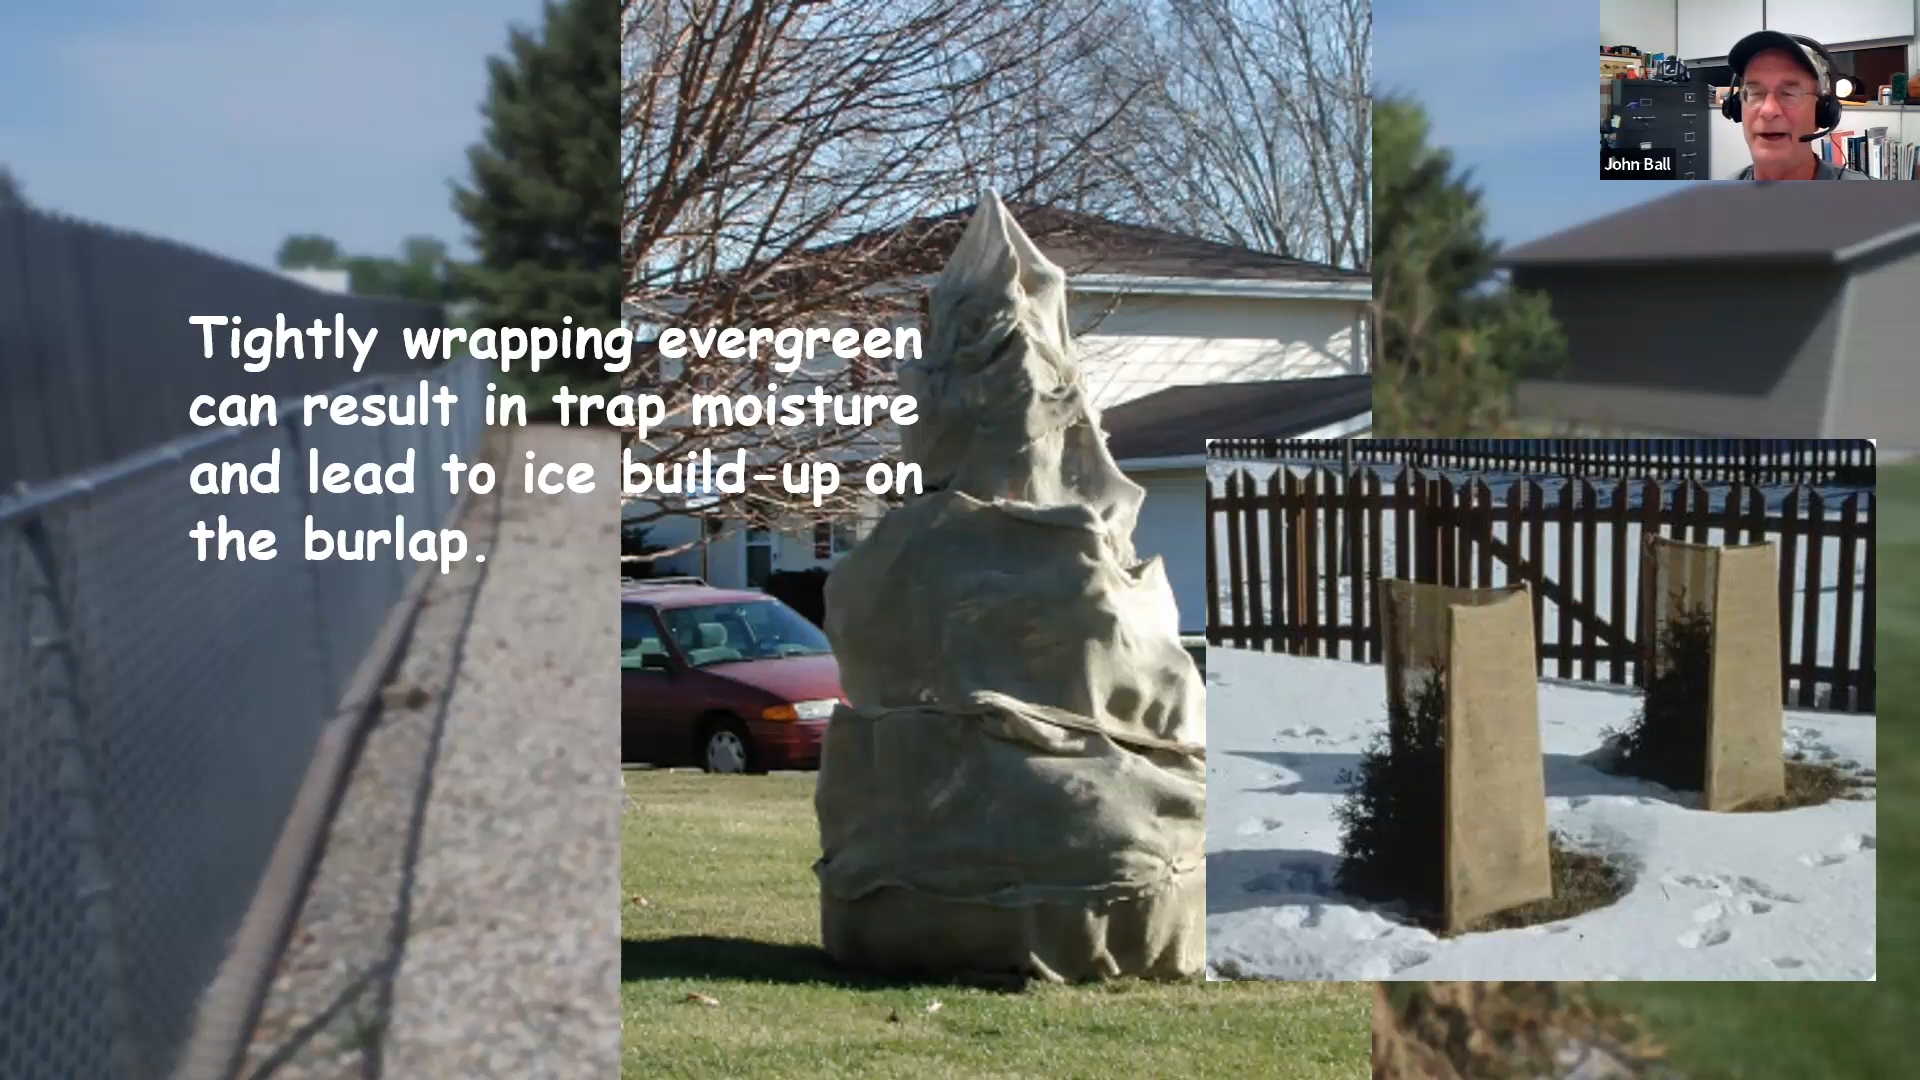 John Ball
Tightly wrapping evergreen
can result in trap moisture
and lead to ice build-up on
the burlap.